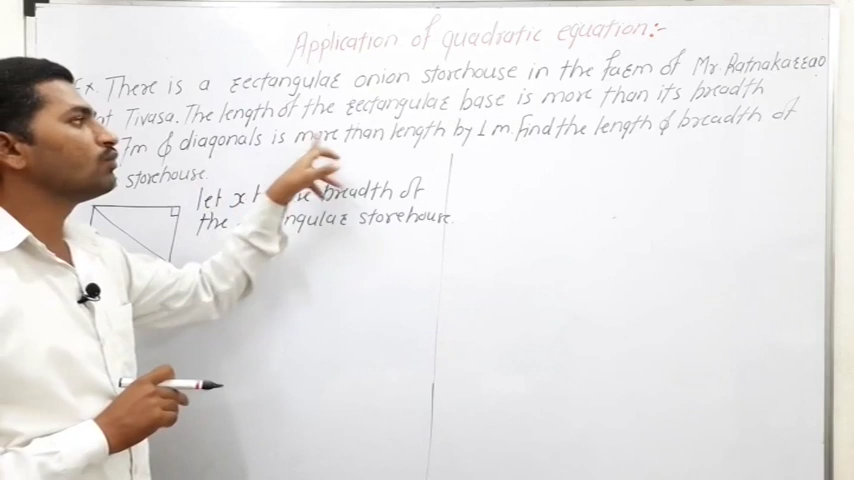 Application of quadratic equation:-
Ex. There is a rectangular onion storehouse in the farm of Mr. Ratnakarrao
at Tivasa. The length of the rectangular base is more than its breadth
7m & diagonals is more than length by 1 m. Find the length & breadth of
storehouse.
let x the breadth of
the storehouse.